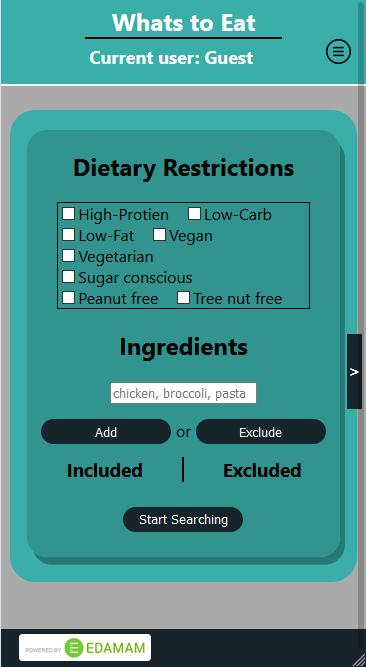 Whats to Eat
Current user: Guest
Dietary Restrictions
High-Protien Low-Carb
Low-Fat Vegan
Vegetarian
Sugar conscious
Peanut free Tree nut free
Ingredients
>
chicken, broccoli, pasta
Add or Exclude
Included Excluded
Start Searching
POWERED BY EDAMAM